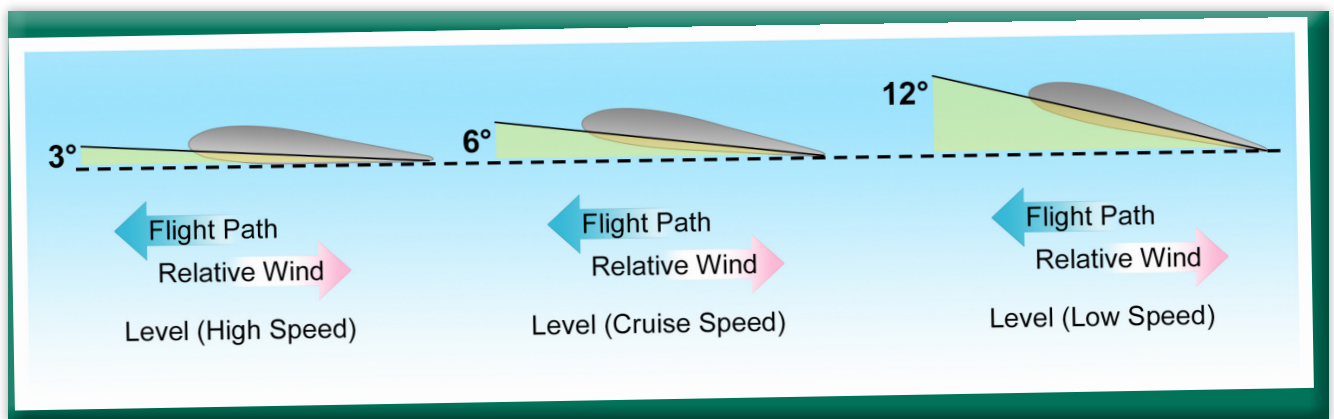 3°
Flight Path
Relative Wind
Level (High Speed)
6°
Flight Path
Relative Wind
Level (Cruise Speed)
12°
Flight Path
Relative Wind
Level (Low Speed)